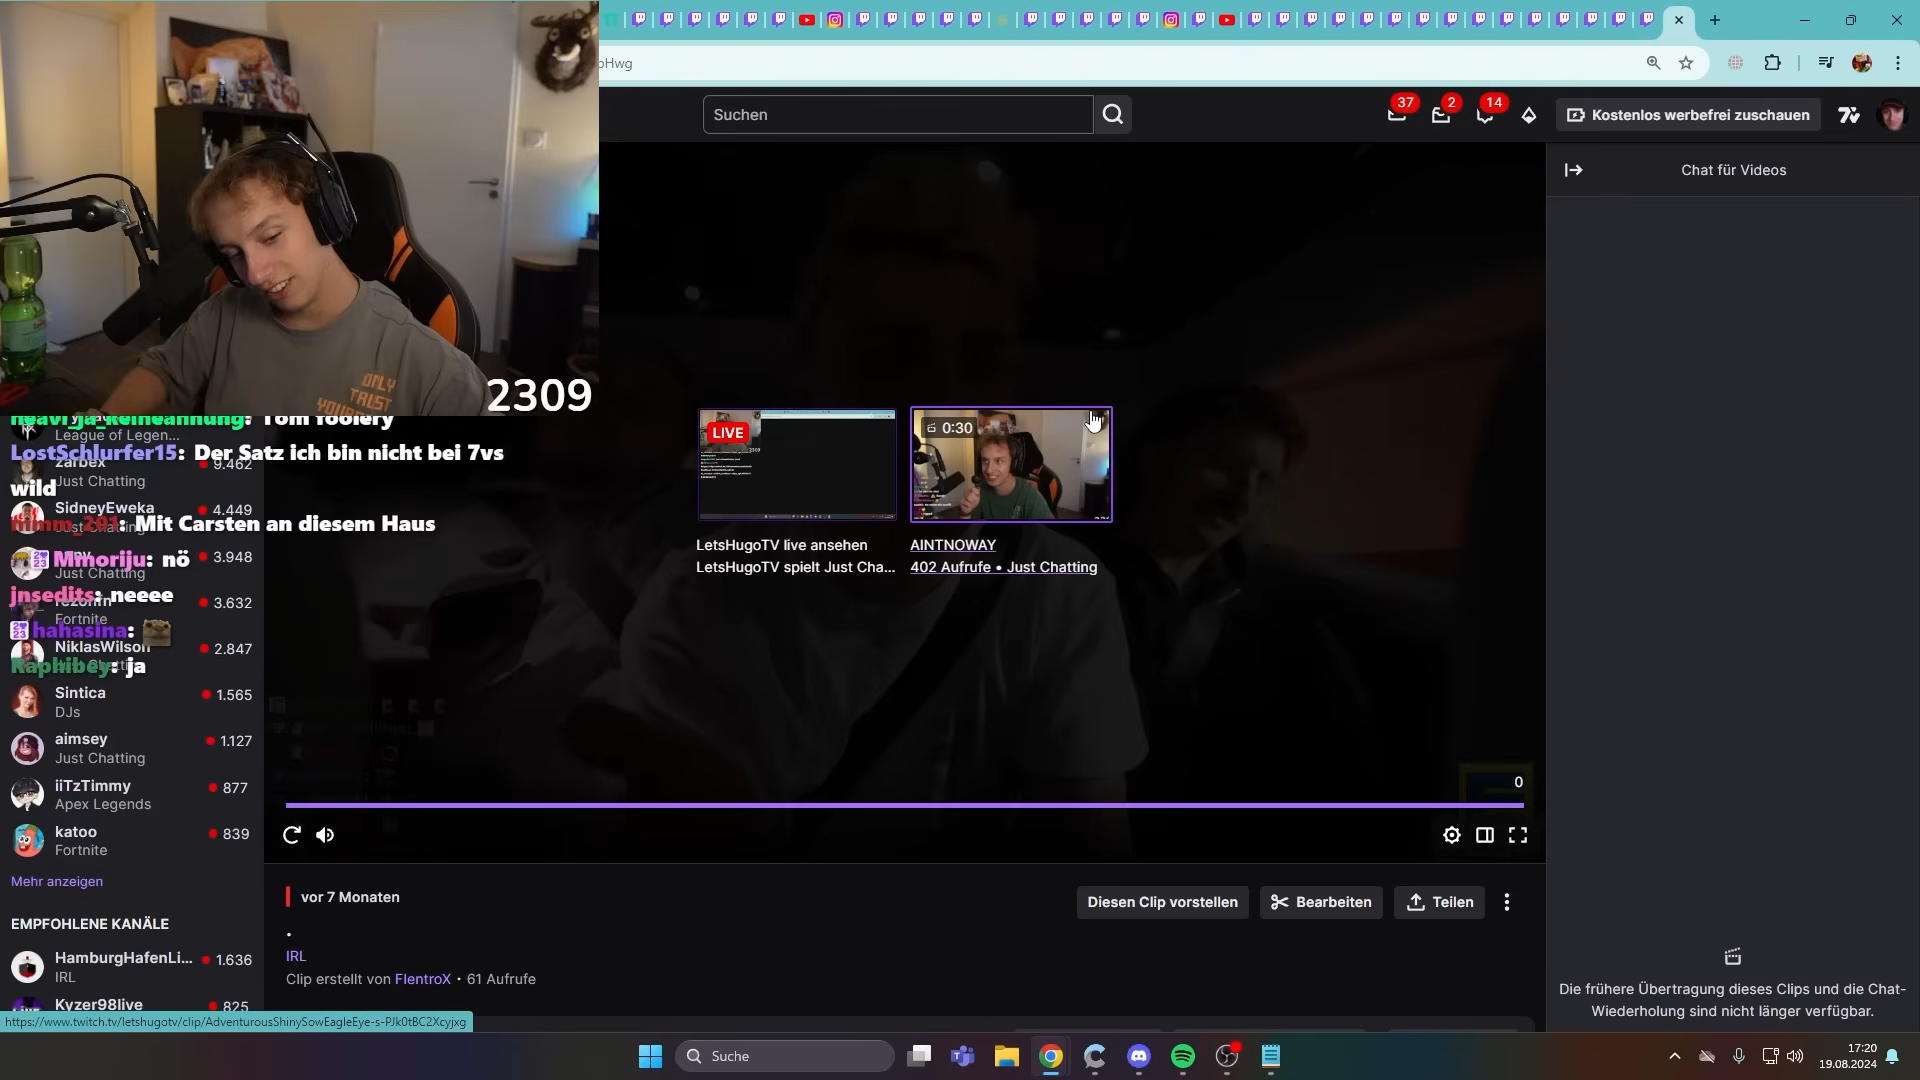 pHwg
Suchen
37
2
14
Kostenlos werbefrei zuschauen
Chat für Videos
ONLY
TRUST
2309
heavi_ja_keineahnung: Tom foolery
League of Legen...
LostSchlurfer15: Der Satz ich bin nicht bei 7vs
wild
zarbex
9.462
Just Chatting
SidneyEweka
4.449
Mit Carsten an diesem Haus
Mmoriju: nö
3.948
Just Chatting
jnsedits: neeee
3.632
Fortnite
hahasina:
NiklasWilson
2.847
Raphibey: ja
Sintica
1.565
DJs
aimsey
1.127
Just Chatting
iiTzTimmy
877
Apex Legends
katoo
839
Fortnite
Mehr anzeigen
EMPFOHLENE KANÄLE
HamburgHafenLi...
1.636
IRL
Kyzer98live
825
https://www.twitch.tv/letshugotv/clip/AdventurousShinySowEagleEye-s-PJk0tBC2Xcyjxg
LIVE
0:30
LetsHugoTV live ansehen
LetsHugoTV spielt Just Cha...
AINTNOWAY
402 Aufrufe • Just Chatting
0
vor 7 Monaten
Diesen Clip vorstellen
Bearbeiten
Teilen
.
IRL
Clip erstellt von FlentroX • 61 Aufrufe
Die frühere Übertragung dieses Clips und die Chat-
Wiederholung sind nicht länger verfügbar.
Suche
17:20
19.08.2024